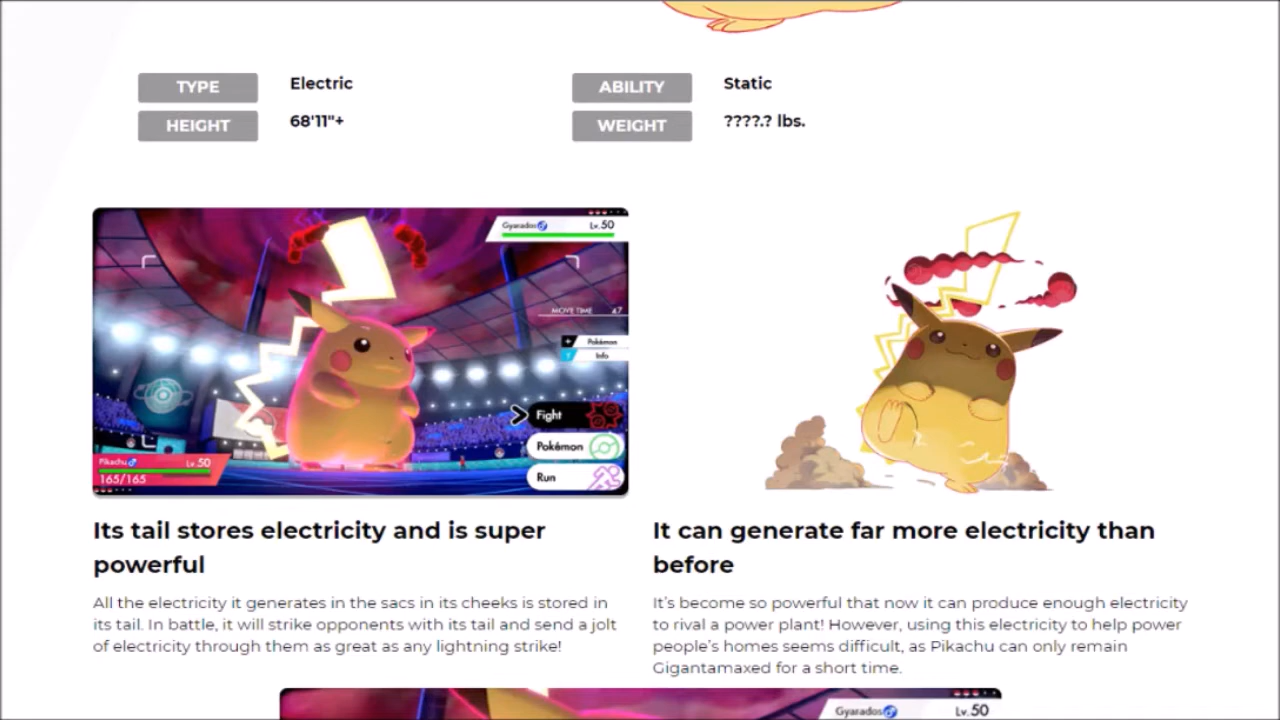 TYPE Electric ABILITY Static
HEIGHT 68'11"+ WEIGHT ????.? lbs.
Gyarados♂ Lv.50
MOVE TIME x7
+ Pokémon
Y Info
Fight
Pokémon
Run
Pikachu♂ Lv.50
165/165
Its tail stores electricity and is super
powerful
All the electricity it generates in the sacs in its cheeks is stored in
its tail. In battle, it will strike opponents with its tail and send a jolt
of electricity through them as great as any lightning strike!
It can generate far more electricity than
before
It's become so powerful that now it can produce enough electricity
to rival a power plant! However, using this electricity to help power
people's homes seems difficult, as Pikachu can only remain
Gigantamaxed for a short time.
Gyarados♂ Lv.50